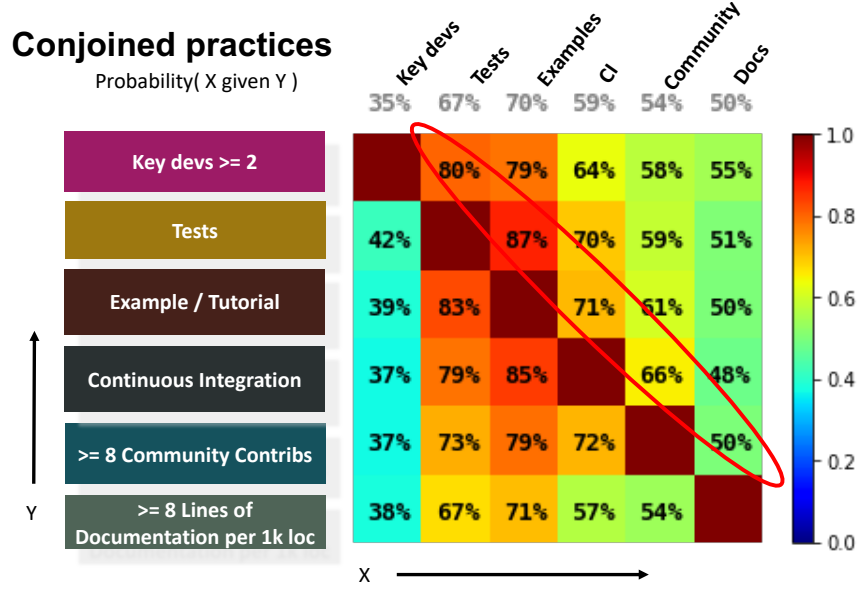 Conjoined practices
Probability( X given Y )
Key devs
Tests
Examples
CI
Community
Docs
35% 67% 70% 59% 54% 50%
Key devs >= 2
80% 79% 64% 58% 55%
Tests
42% 87% 70% 59% 51%
Example / Tutorial
39% 83% 71% 61% 50%
Continuous Integration
37% 79% 85% 66% 48%
>= 8 Community Contribs
37% 73% 79% 72% 50%
>= 8 Lines of
Documentation per 1k loc
38% 67% 71% 57% 54%
Y
X
1.0
0.8
0.6
0.4
0.2
0.0